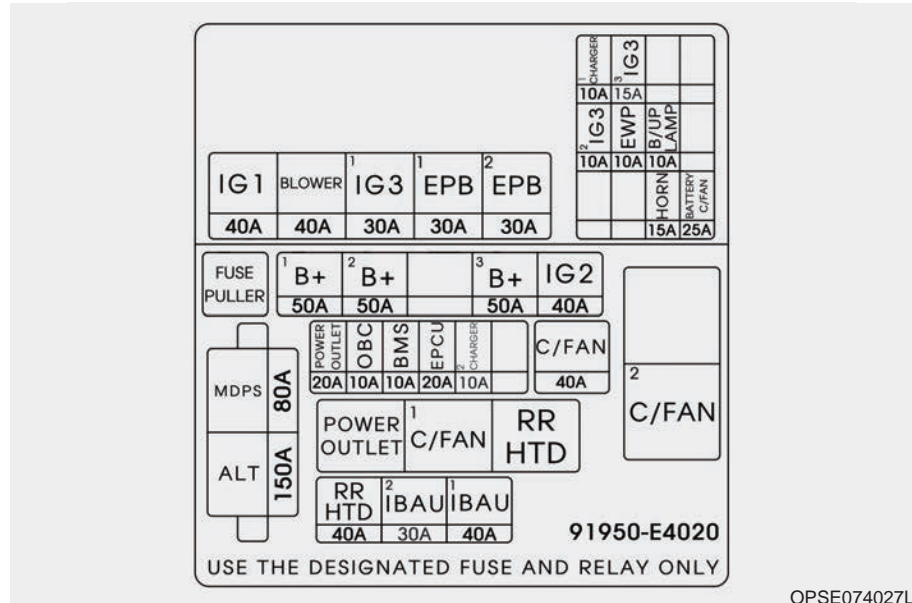 1 CHARGER 3 IG3
10A 15A
2 IG3 EWP B/UP LAMP
10A 10A 10A
HORN BATTERY C/FAN
15A 25A
IG1 BLOWER 1 IG3 1 EPB 2 EPB
40A 40A 30A 30A 30A
FUSE PULLER
1 B+ 2 B+ 3 B+ IG2
50A 50A 50A 40A
POWER OUTLET OBC BMS EPCU 2 CHARGER
20A 10A 10A 20A 10A
C/FAN
40A
2 C/FAN
MDPS 80A
ALT 150A
POWER OUTLET 1 C/FAN RR HTD
RR HTD 2 IBAU 1 IBAU
40A 30A 40A
91950-E4020
USE THE DESIGNATED FUSE AND RELAY ONLY
OPSE074027L